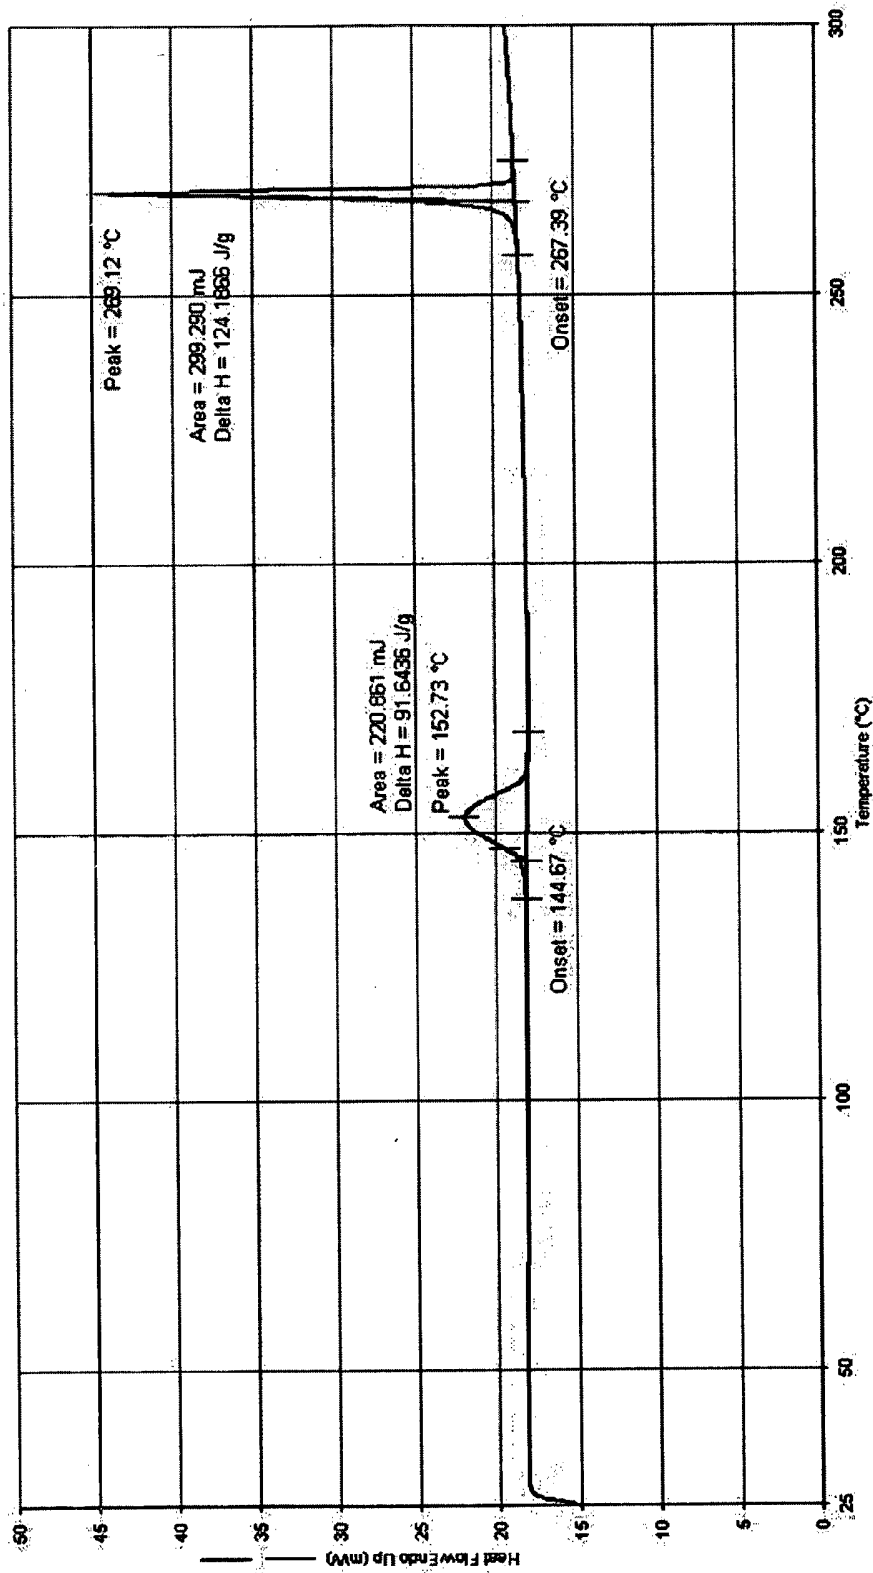 Peak = 269.12 °C
Area = 299.290 mJ
Delta H = 124.1866 J/g
Onset = 267.39 °C
Area = 220.861 mJ
Delta H = 91.6436 J/g
Peak = 152.73 °C
Onset = 144.67 °C
Heat Flow Endo Up (mW)
50
45
40
35
30
25
20
15
10
5
0
25
50
100
150
200
250
300
Temperature (°C)